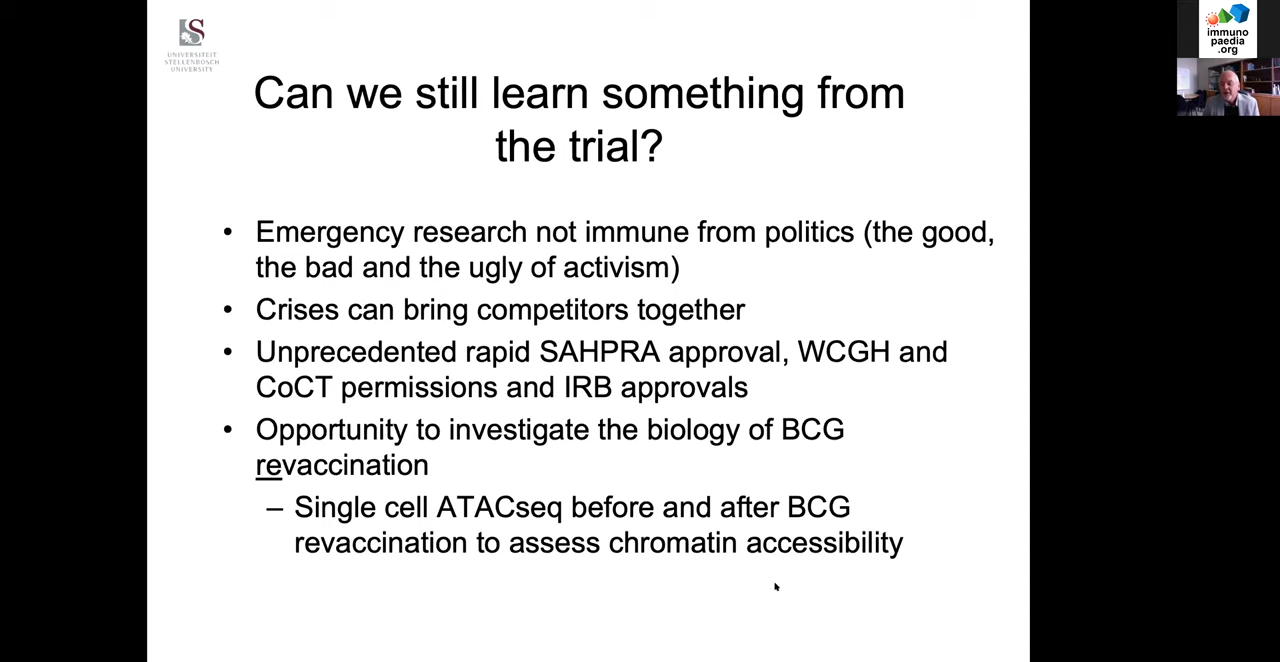 UNIVERSITEIT
STELLENBOSCH
UNIVERSITY
immuno
paedia
.org
Can we still learn something from
the trial?
• Emergency research not immune from politics (the good,
the bad and the ugly of activism)
• Crises can bring competitors together
• Unprecedented rapid SAHPRA approval, WCGH and
CoCT permissions and IRB approvals
• Opportunity to investigate the biology of BCG
revaccination
– Single cell ATACseq before and after BCG
revaccination to assess chromatin accessibility